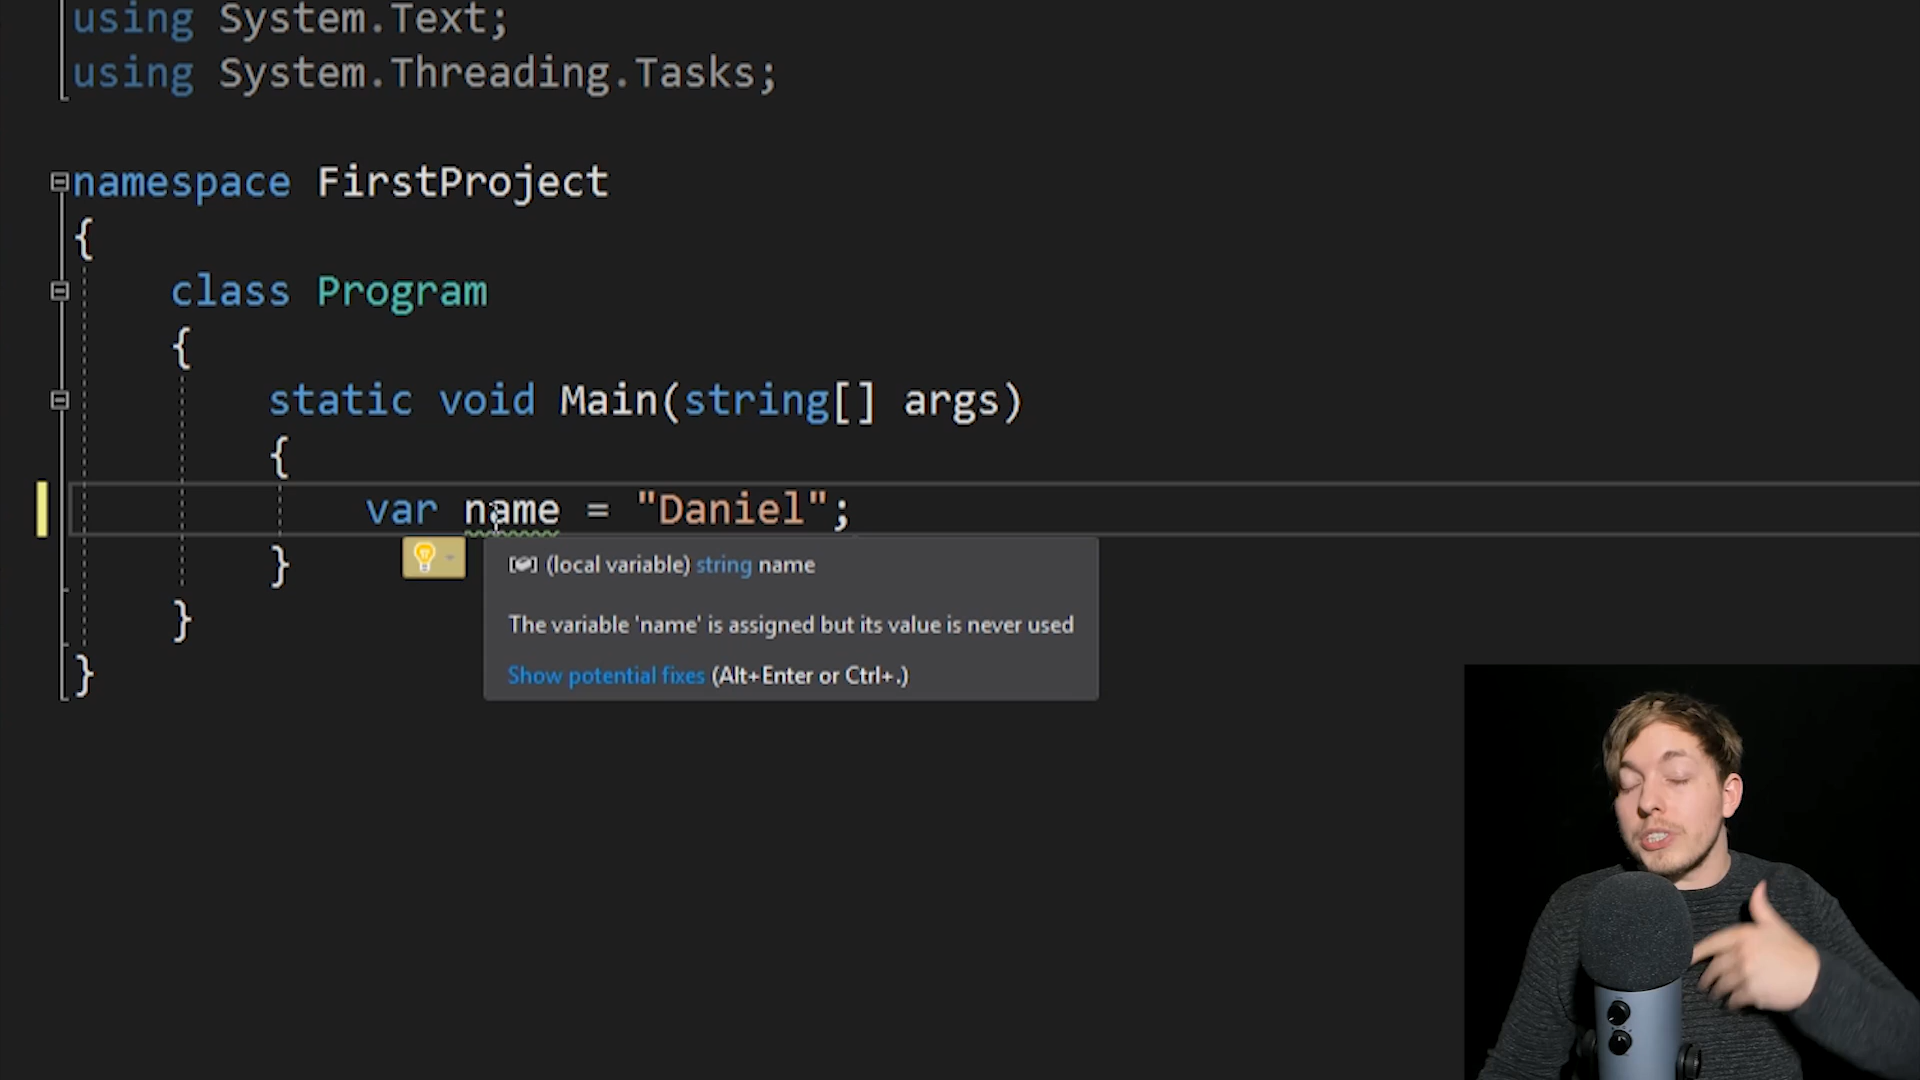 using System.Text;
using System.Threading.Tasks;
namespace FirstProject
{
class Program
{
static void Main(string[] args)
{
var name = "Daniel";
}
(local variable) string name
}
The variable 'name' is assigned but its value is never used
}
Show potential fixes (Alt+Enter or Ctrl+.)